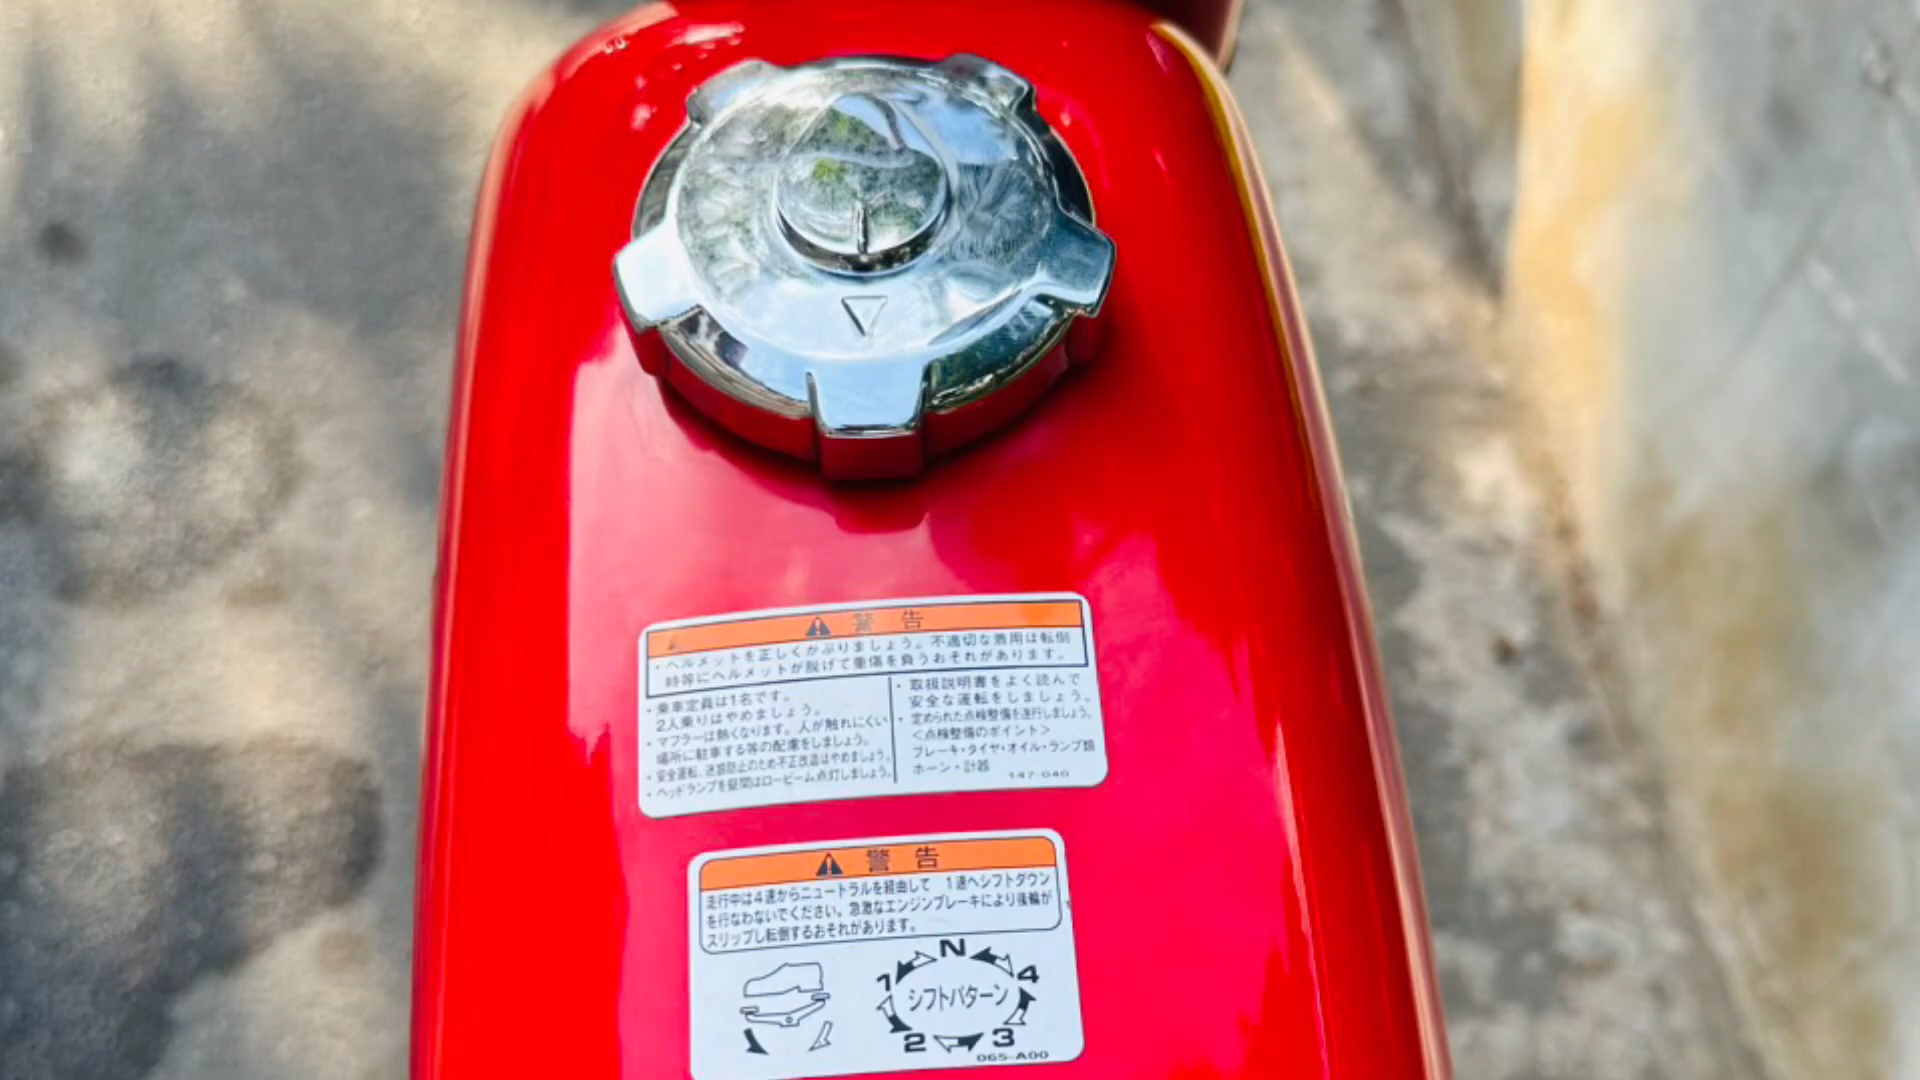 警告
・ヘルメットを正しくかぶりましょう。不適切な着用は転倒
時等にヘルメットが脱げて重傷を負うおそれがあります。
・乗車定員は1名です。
2人乗りはやめましょう。
・マフラーは熱くなります。人が触れにくい
場所に駐車する等の配慮をしましょう。
・安全運転、迷惑防止のため不正改造はやめましょう。
・ヘッドランプを昼間はロービーム点灯しましょう。
・取扱説明書をよく読んで
安全な運転をしましょう。
・定められた点検整備を遂行しましょう。
＜点検整備のポイント＞
ブレーキ・タイヤ・オイル・ランプ類
ホーン・計器
147-040
警告
走行中は4速からニュートラルを経由して 1速へシフトダウン
を行なわないでください。急激なエンジンブレーキにより後輪が
スリップし転倒するおそれがあります。
N
1 4
シフトパターン
2 3
065-A00